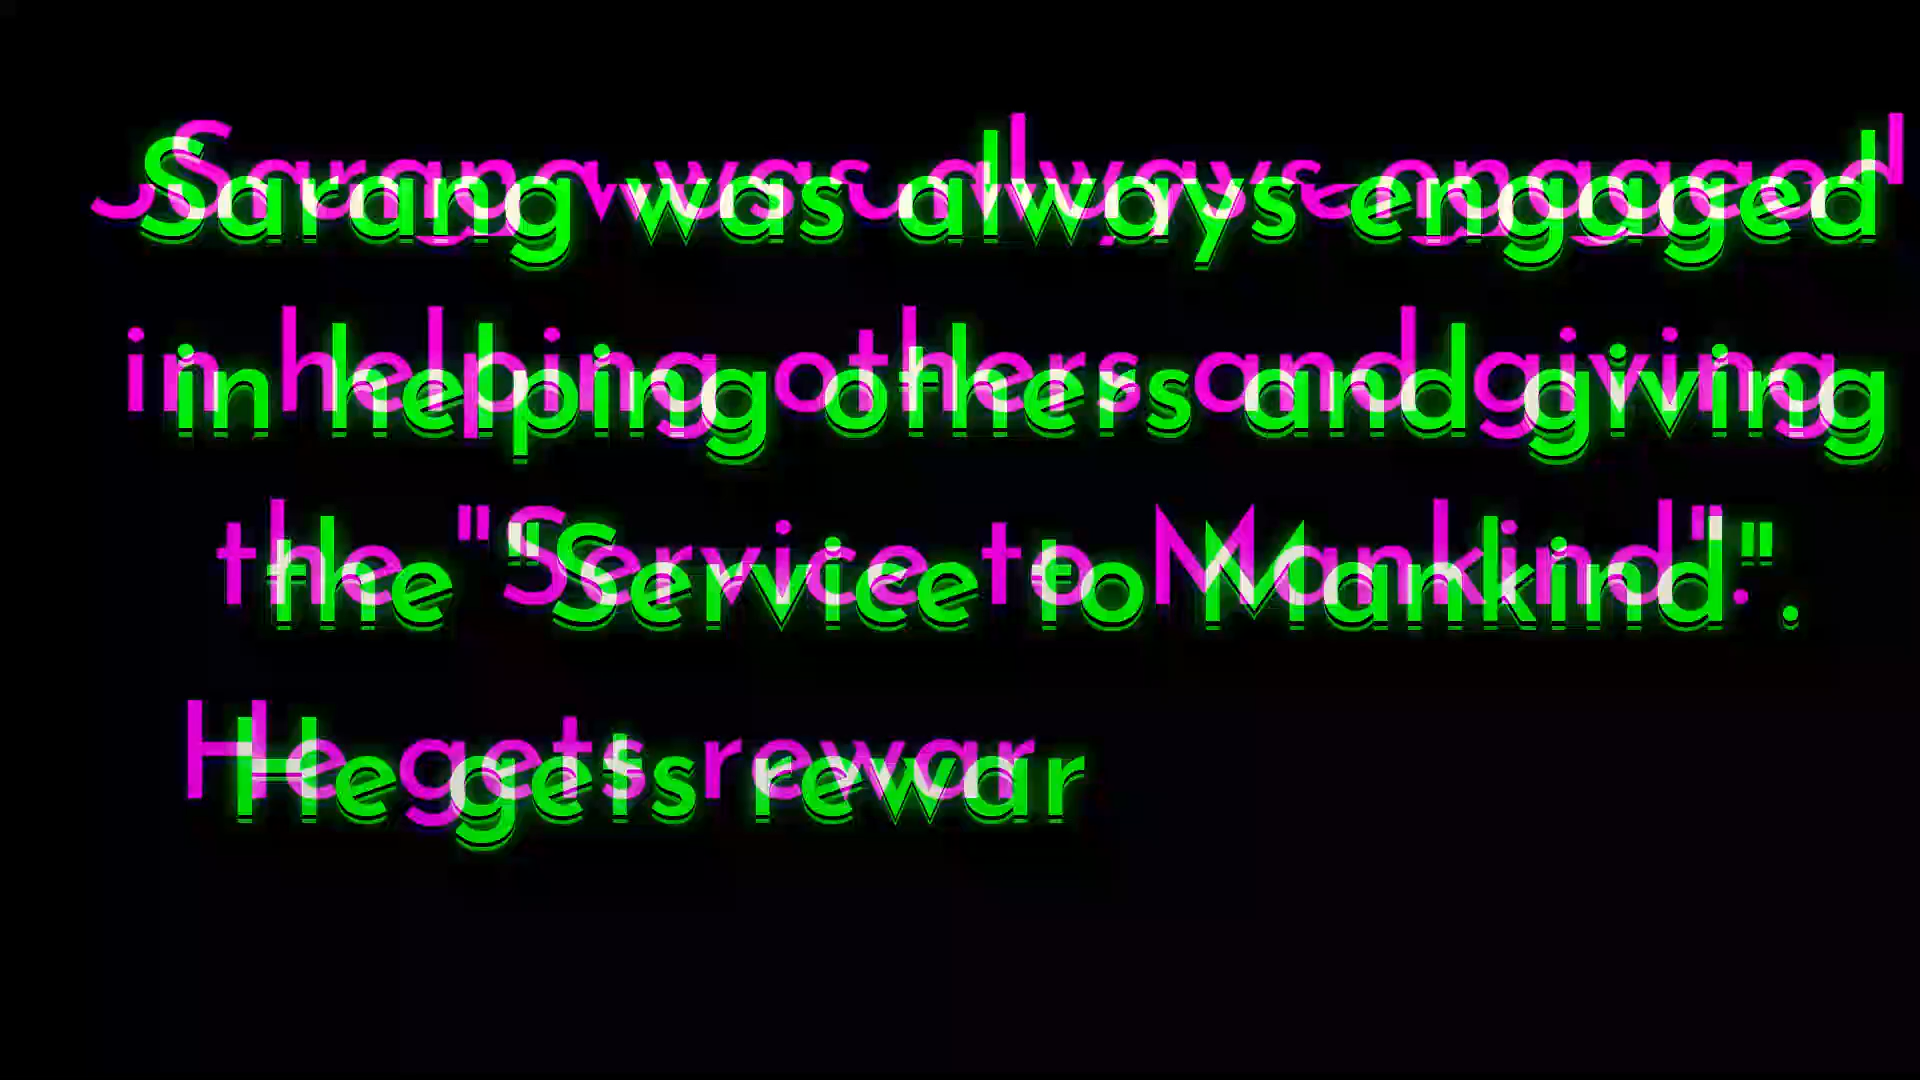 Sarang was always engaged
in helping others and giving
the "Service to Mankind".
He gets rewar